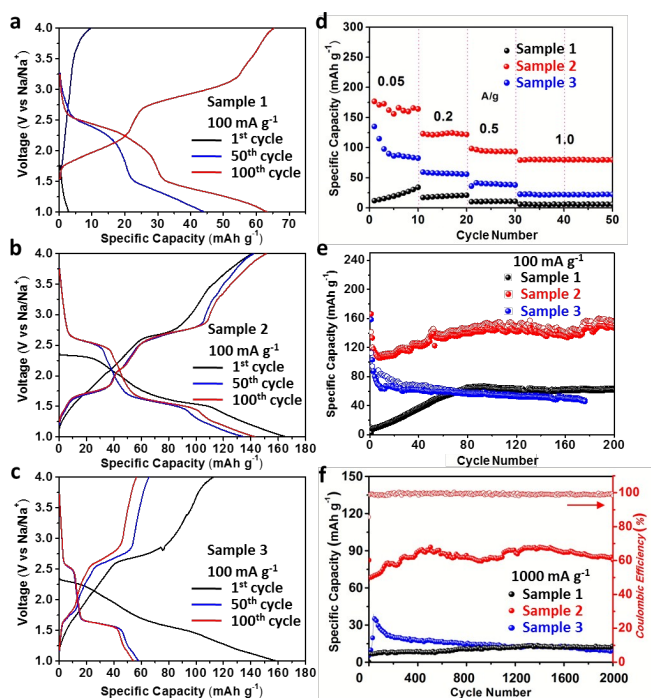 a
4.0
3.5
3.0
2.5
2.0
1.5
1.0
Voltage (V vs Na/Na⁺)
Sample 1
100 mA g⁻¹
1ˢᵗ cycle
50ᵗʰ cycle
100ᵗʰ cycle
0 10 20 30 40 50 60 70
Specific Capacity (mAh g⁻¹)
b
4.0
3.5
3.0
2.5
2.0
1.5
1.0
Voltage (V vs Na/Na⁺)
Sample 2
100 mA g⁻¹
1ˢᵗ cycle
50ᵗʰ cycle
100ᵗʰ cycle
0 20 40 60 80 100 120 140 160 180
Specific Capacity (mAh g⁻¹)
c
4.0
3.5
3.0
2.5
2.0
1.5
1.0
Voltage (V vs Na/Na⁺)
Sample 3
100 mA g⁻¹
1ˢᵗ cycle
50ᵗʰ cycle
100ᵗʰ cycle
0 20 40 60 80 100 120 140 160
Specific Capacity (mAh g⁻¹)
d
300
250
200
150
100
50
0
Specific Capacity (mAh g⁻¹)
Sample 1
Sample 2
Sample 3
A/g
0.05
0.2
0.5
1.0
0 10 20 30 40 50
Cycle Number
e
240
200
160
120
80
40
0
Specific Capacity (mAh g⁻¹)
100 mA g⁻¹
Sample 1
Sample 2
Sample 3
0 40 80 120 160 200
Cycle Number
f
150
120
90
60
30
0
Specific Capacity (mAh g⁻¹)
1000 mA g⁻¹
Sample 1
Sample 2
Sample 3
100
80
60
40
20
0
Coulombic Efficiency (%)
0 400 800 1200 1600 2000
Cycle Number